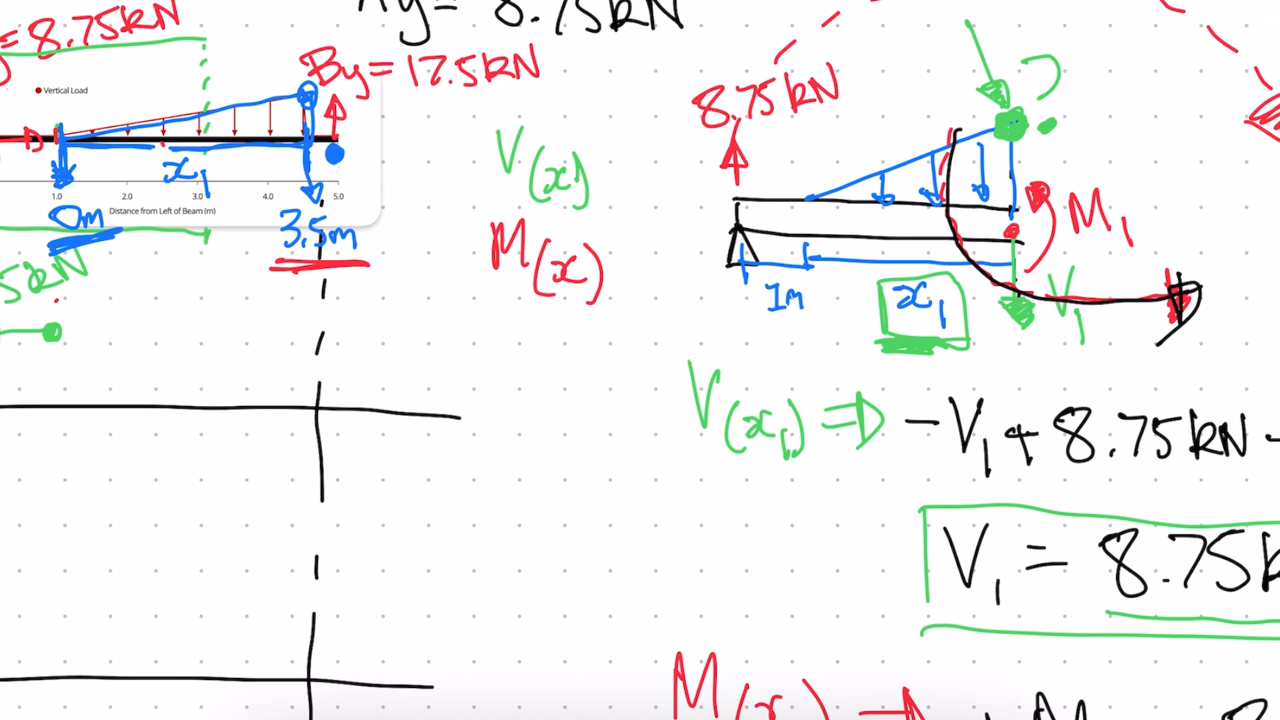 Ay = 8.75kN
= 8.75kN
By = 17.5kN
Vertical Load
x1
1.0 2.0 3.0 4.0 5.0
Distance from Left of Beam (m)
0m
3.5m
5kN
V(x)
M(x)
8.75kN
M1
1m
x1
V1
V(x1) ⇒ -V1 + 8.75kN -
V1 = 8.75k
M(x